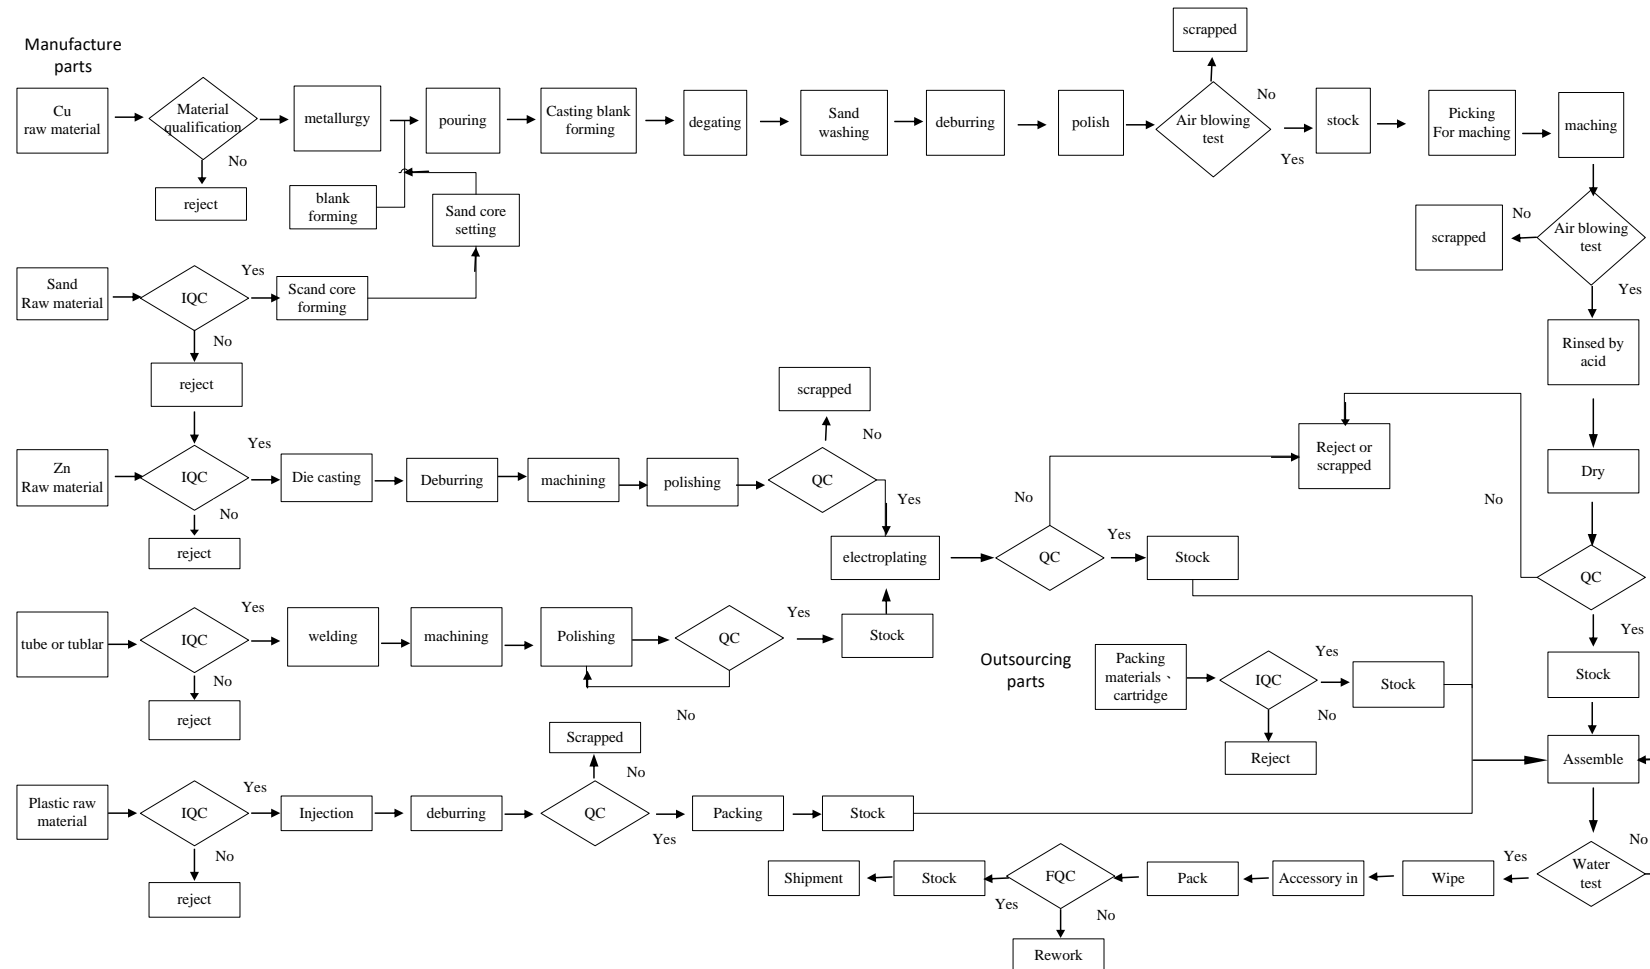 Manufacture
parts
scrapped
Cu
raw material
Material
qualification
metallurgy
pouring
Casting blank
forming
degating
Sand
washing
deburring
polish
Air blowing
test
No
Yes
stock
Picking
For maching
maching
No
reject
blank
forming
Sand core
setting
scrapped
No
Air blowing
test
Yes
Sand
Raw material
IQC
Yes
Scand core
forming
No
reject
Rinsed by
acid
scrapped
No
Zn
Raw material
IQC
Yes
Die casting
Deburring
machining
polishing
QC
Yes
No
reject
Reject or
scrapped
Dry
No
No
electroplating
QC
Yes
Stock
QC
Yes
tube or tublar
IQC
Yes
welding
machining
Polishing
QC
Yes
Stock
No
reject
No
Outsourcing
parts
Packing
materials、
cartridge
IQC
Yes
Stock
No
Reject
Stock
Assemble
Scrapped
No
Plastic raw
material
IQC
Yes
Injection
deburring
QC
Yes
Packing
Stock
No
reject
Water
test
No
Yes
Wipe
Accessory in
Pack
FQC
Yes
Stock
Shipment
No
Rework